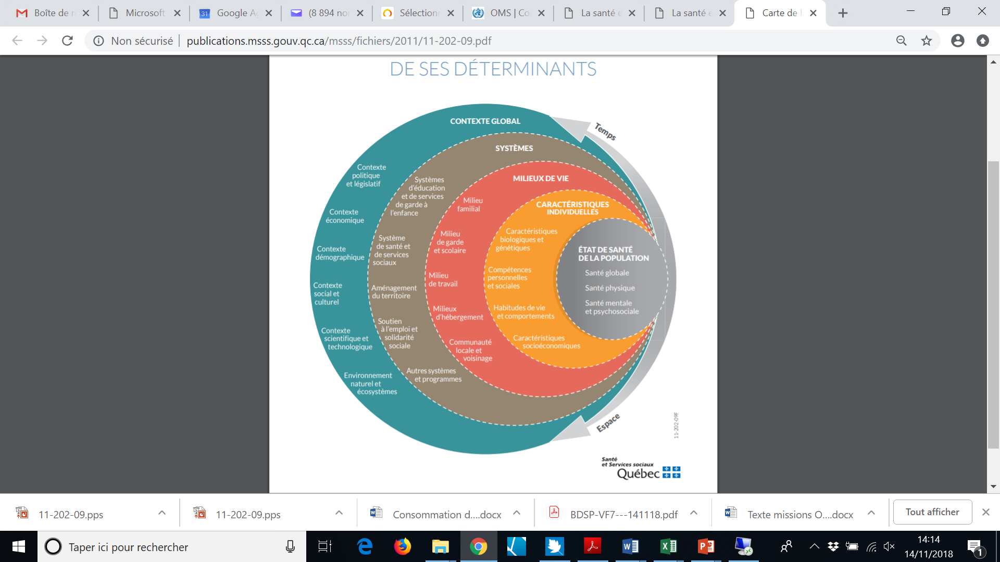 Boîte de r
Microsoft
Google Ag
(8 894 no
Sélection
OMS | Co
La santé e
La santé e
Carte de l
Non sécurisé
publications.msss.gouv.qc.ca/msss/fichiers/2011/11-202-09.pdf
DE SES DÉTERMINANTS
CONTEXTE GLOBAL
Contexte
politique
et législatif
Contexte
économique
Contexte
démographique
Contexte
social et
culturel
Contexte
scientifique et
technologique
Environnement
naturel et
écosystèmes
SYSTÈMES
Systèmes
d'éducation
et de services
de garde à
l'enfance
Système
de santé et
de services
sociaux
Aménagement
du territoire
Soutien
à l'emploi et
solidarité
sociale
Autres systèmes
et programmes
MILIEUX DE VIE
Milieu
familial
Milieu
de garde
et scolaire
Milieu
de travail
Milieux
d'hébergement
Communauté
locale et
voisinage
CARACTÉRISTIQUES
INDIVIDUELLES
Caractéristiques
biologiques et
génétiques
Compétences
personnelles
et sociales
Habitudes de vie
et comportements
Caractéristiques
socioéconomiques
ÉTAT DE SANTÉ
DE LA POPULATION
Santé globale
Santé physique
Santé mentale
et psychosociale
Temps
Espace
11-202-09F
Santé
et Services sociaux
Québec
11-202-09.pps
11-202-09.pps
Consommation d....docx
BDSP-VF7---141118.pdf
Texte missions O....docx
Tout afficher
Taper ici pour rechercher
14:14
14/11/2018
1